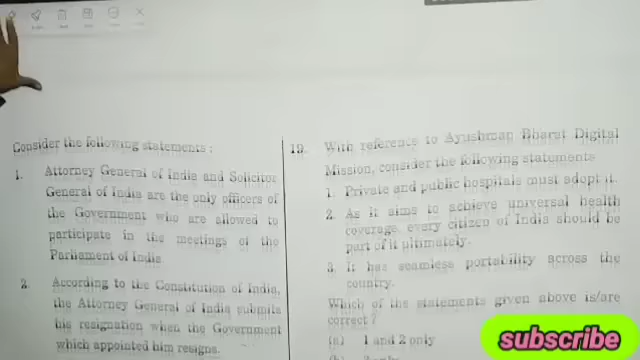 Consider the following statements :
1. Attorney General of India and Solicitor
General of India are the only officers of
the Government who are allowed to
participate in the meetings of the
Parliament of India.
2. According to the Constitution of India,
the Attorney General of India submits
his resignation when the Government
which appointed him resigns.
19. With reference to Ayushman Bharat Digital
Mission, consider the following statements
1. Private and public hospitals must adopt it.
2. As it aims to achieve universal health
coverage, every citizen of India should be
part of it ultimately.
3. It has seamless portability across the
country.
Which of the statements given above is/are
correct ?
(a) 1 and 2 only
subscribe